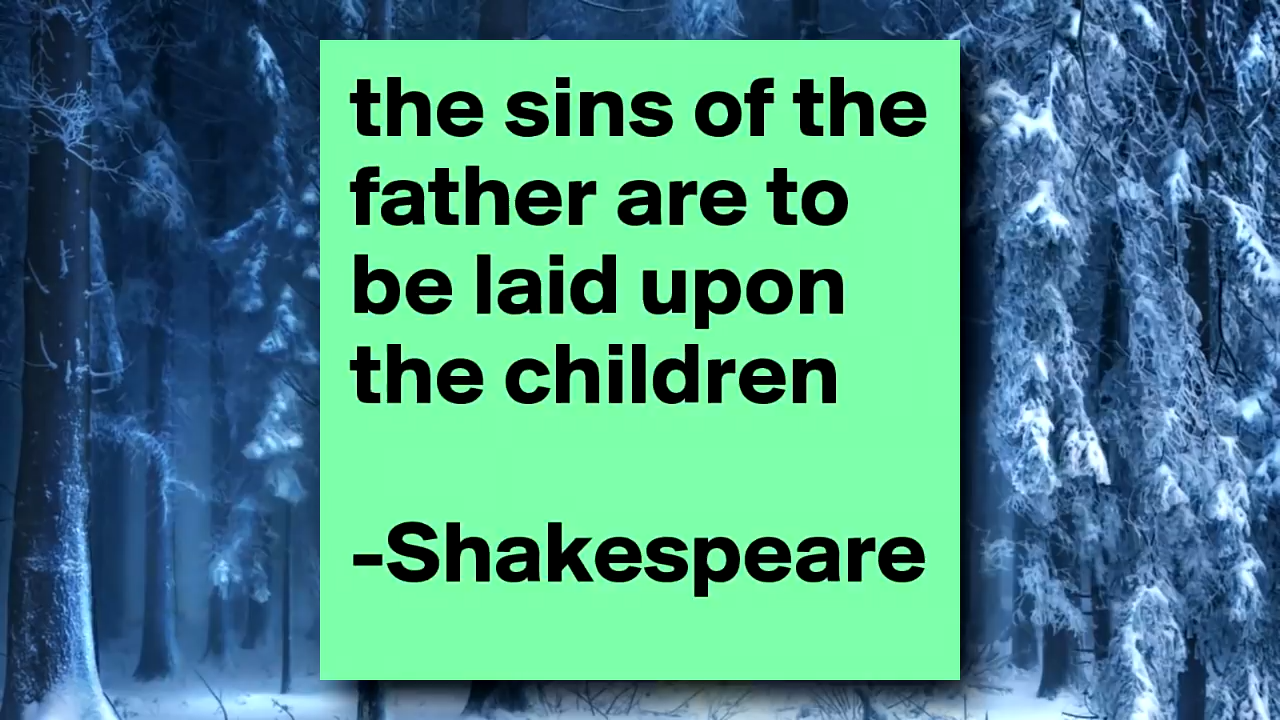 the sins of the
father are to
be laid upon
the children
-Shakespeare